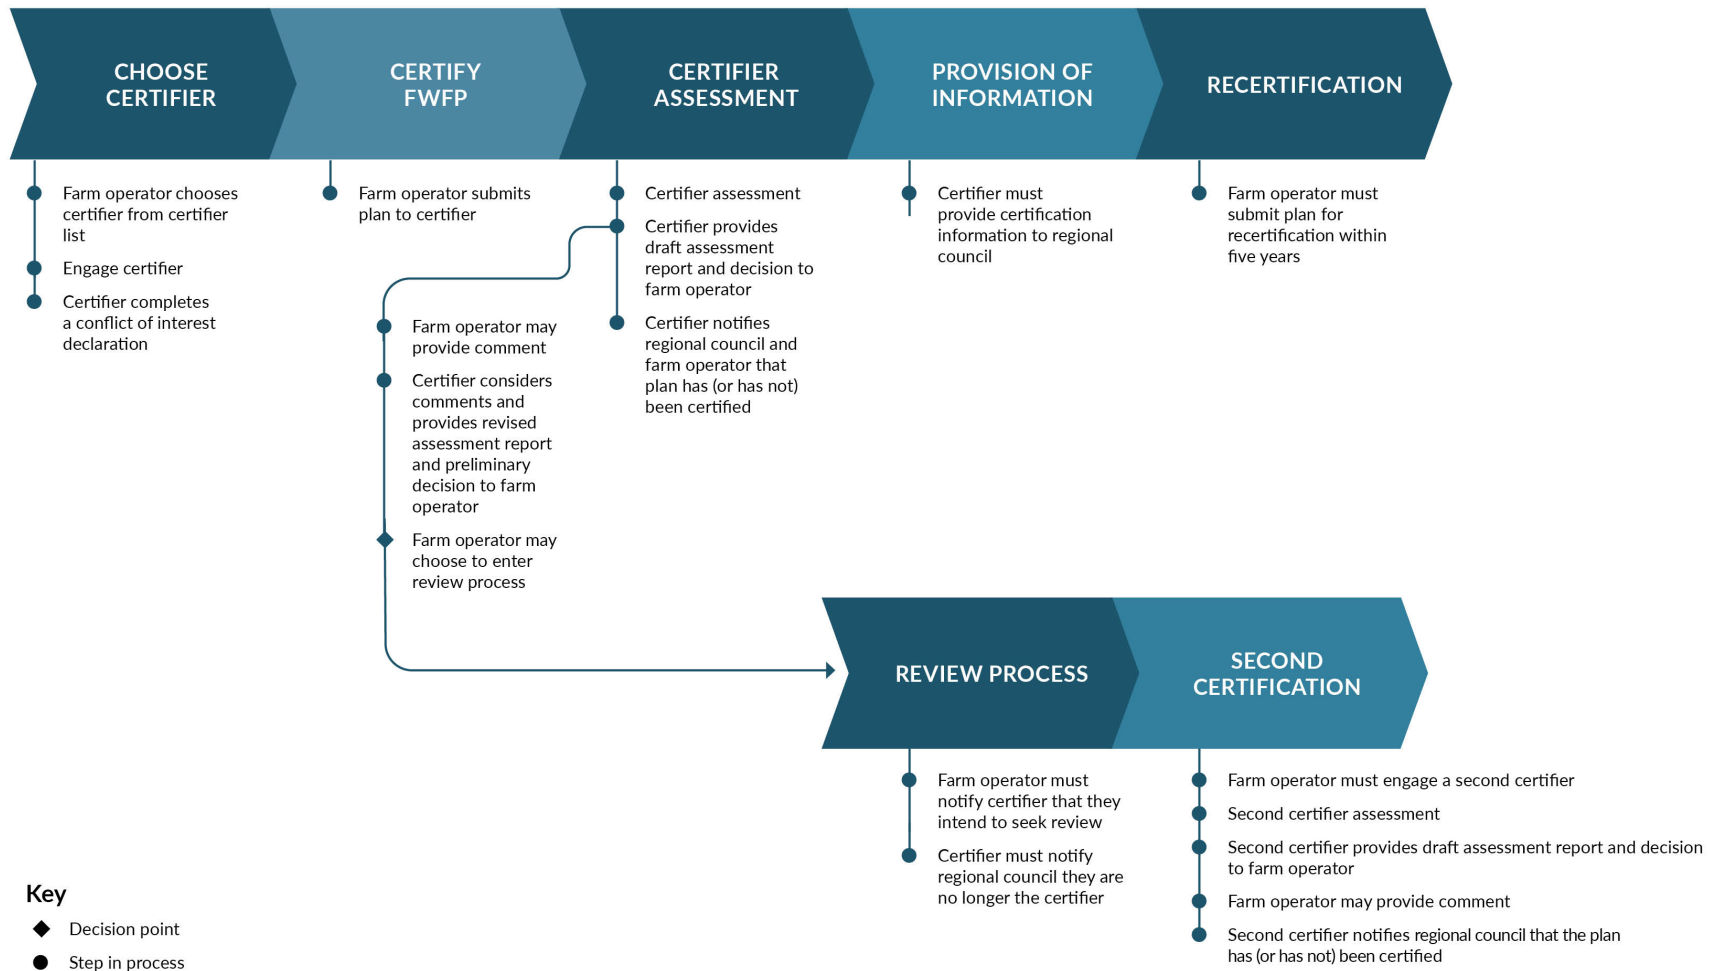 CHOOSE
CERTIFIER
CERTIFY
FWFP
CERTIFIER
ASSESSMENT
PROVISION OF
INFORMATION
RECERTIFICATION
Farm operator chooses
certifier from certifier
list
Engage certifier
Certifier completes
a conflict of interest
declaration
Farm operator submits
plan to certifier
Certifier assessment
Certifier provides
draft assessment
report and decision to
farm operator
Certifier notifies
regional council and
farm operator that
plan has (or has not)
been certified
Certifier must
provide certification
information to regional
council
Farm operator must
submit plan for
recertification within
five years
Farm operator may
provide comment
Certifier considers
comments and
provides revised
assessment report
and preliminary
decision to farm
operator
Farm operator may
choose to enter
review process
REVIEW PROCESS
SECOND
CERTIFICATION
Farm operator must
notify certifier that they
intend to seek review
Certifier must notify
regional council they are
no longer the certifier
Farm operator must engage a second certifier
Second certifier assessment
Second certifier provides draft assessment report and decision
to farm operator
Farm operator may provide comment
Second certifier notifies regional council that the plan
has (or has not) been certified
Key
Decision point
Step in process